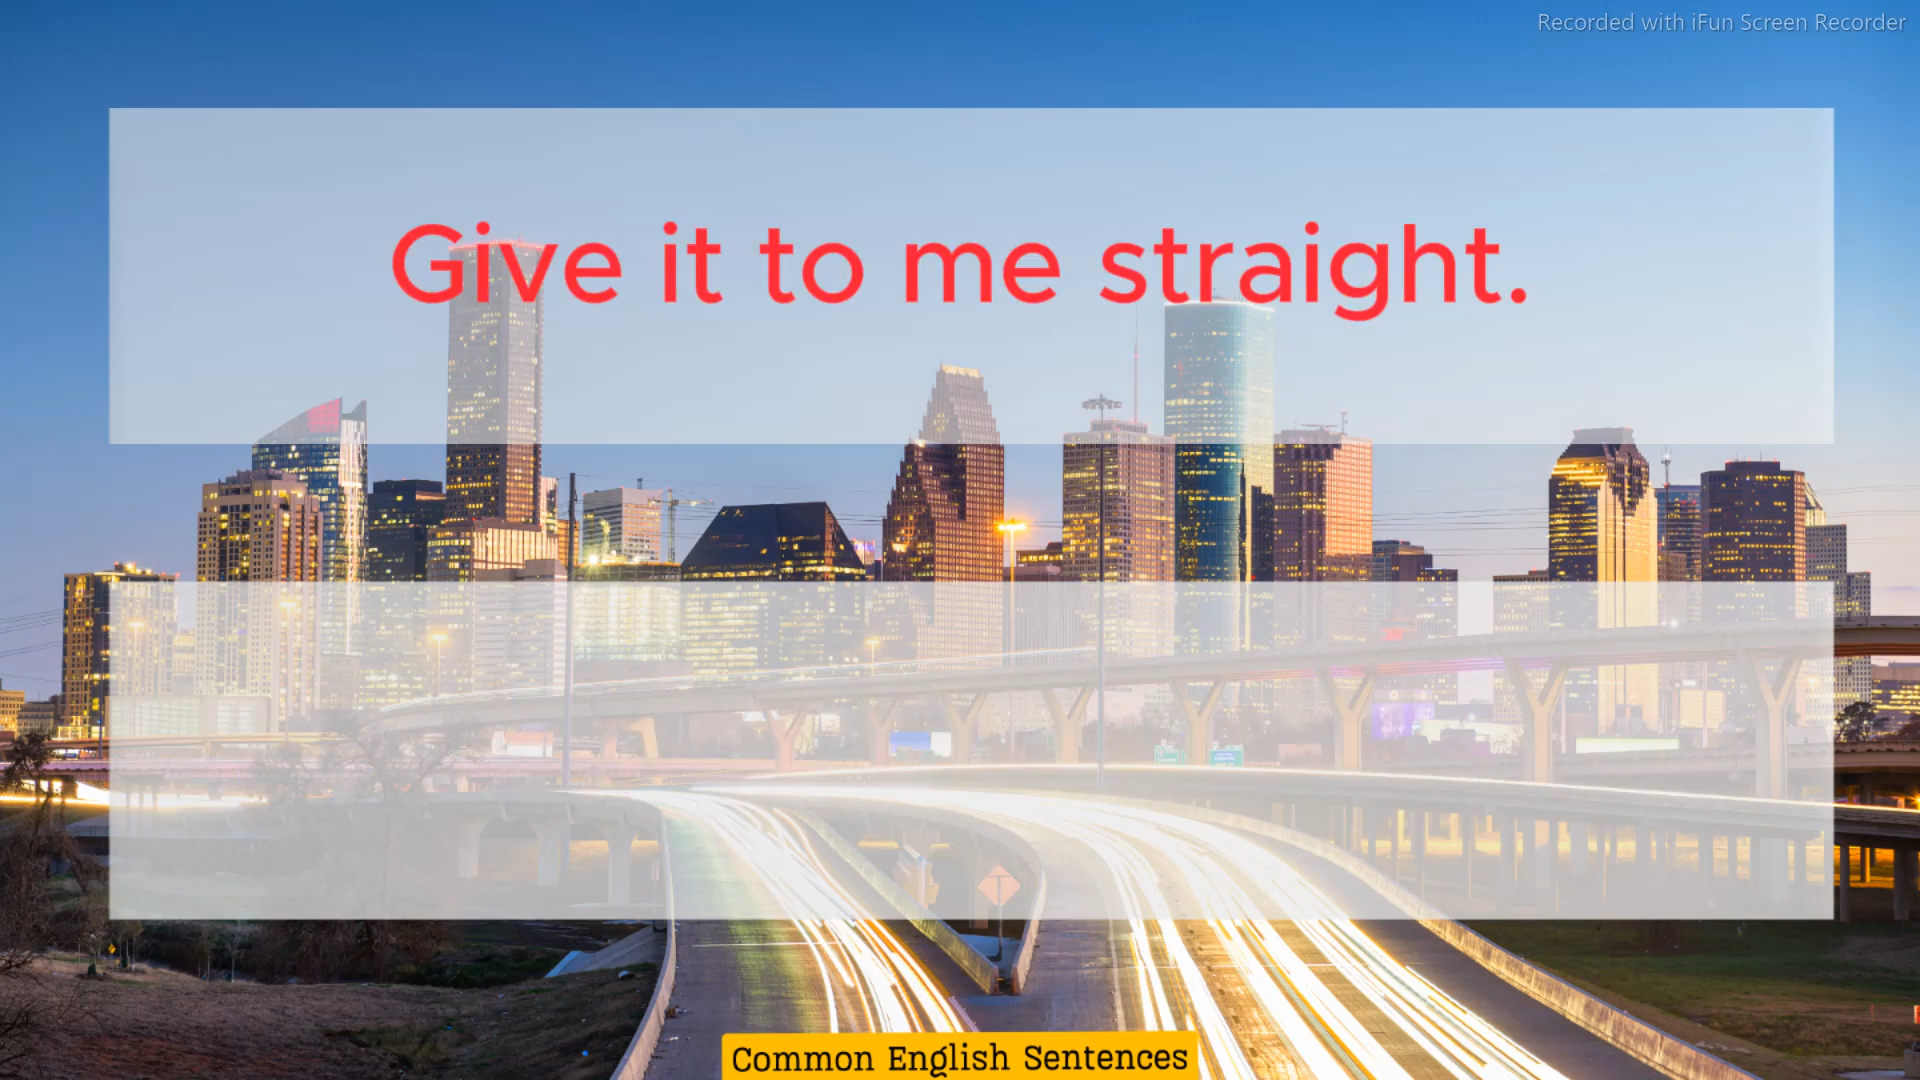 Recorded with iFun Screen Recorder
Give it to me straight.
Common English Sentences